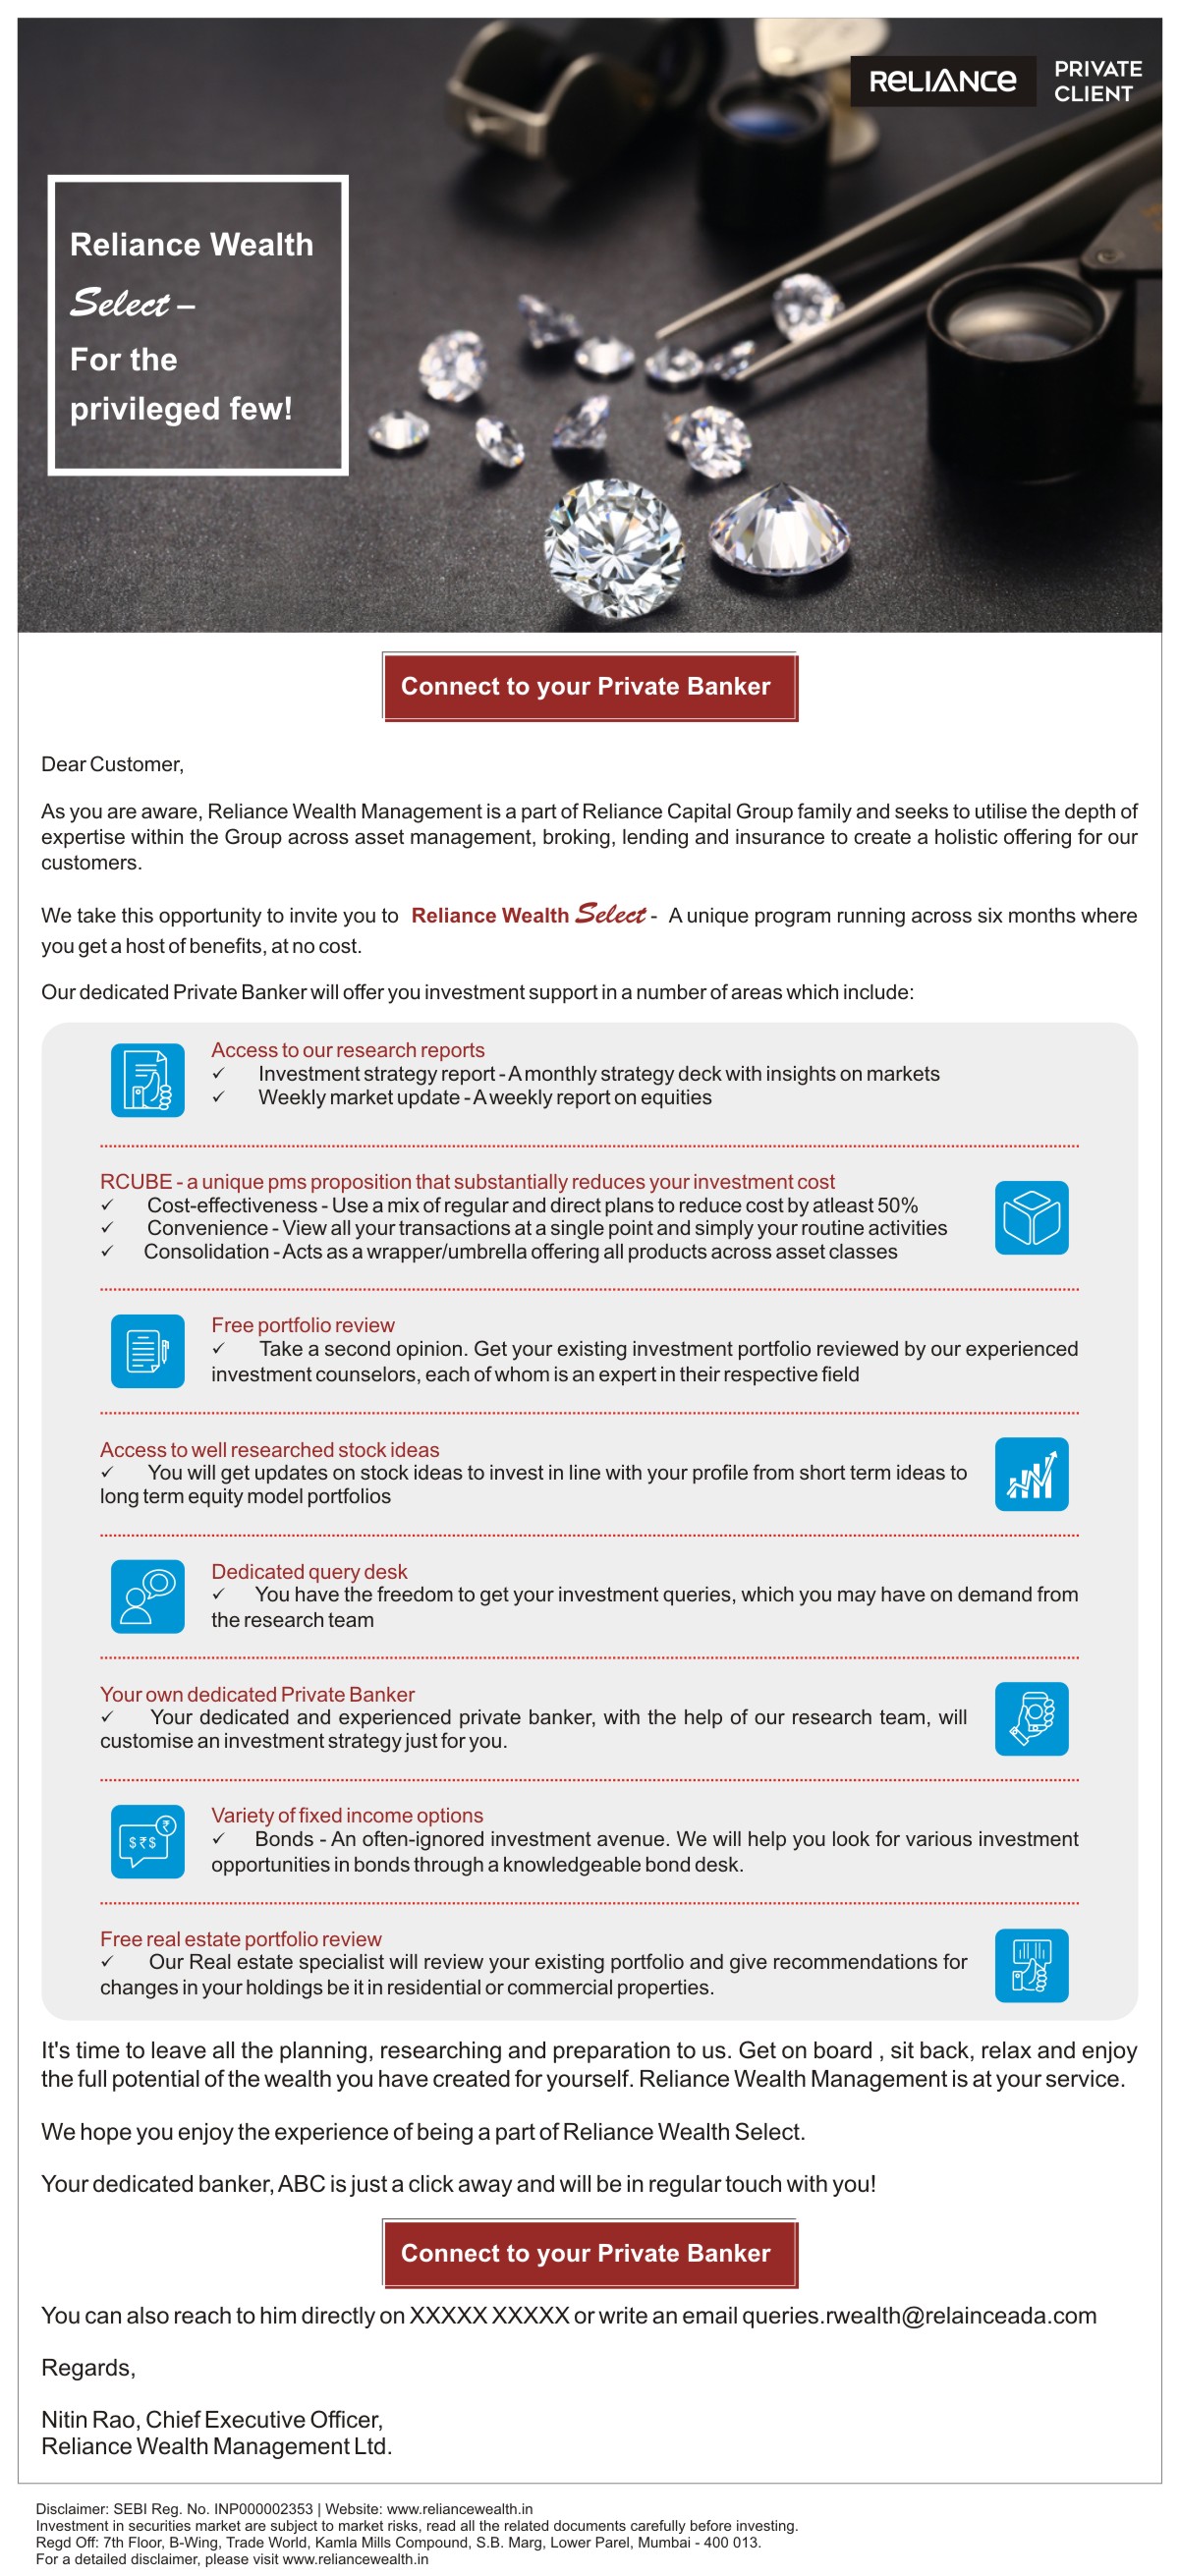 RELIANCE
PRIVATE
CLIENT
Reliance Wealth
Select –
For the
privileged few!
Connect to your Private Banker
Dear Customer,
As you are aware, Reliance Wealth Management is a part of Reliance Capital Group family and seeks to utilise the depth of
expertise within the Group across asset management, broking, lending and insurance to create a holistic offering for our
customers.
We take this opportunity to invite you to Reliance Wealth Select - A unique program running across six months where
you get a host of benefits, at no cost.
Our dedicated Private Banker will offer you investment support in a number of areas which include:
Access to our research reports
✓ Investment strategy report - A monthly strategy deck with insights on markets
✓ Weekly market update - A weekly report on equities
RCUBE - a unique pms proposition that substantially reduces your investment cost
✓ Cost-effectiveness - Use a mix of regular and direct plans to reduce cost by atleast 50%
✓ Convenience - View all your transactions at a single point and simply your routine activities
✓ Consolidation - Acts as a wrapper/umbrella offering all products across asset classes
Free portfolio review
✓ Take a second opinion. Get your existing investment portfolio reviewed by our experienced
investment counselors, each of whom is an expert in their respective field
Access to well researched stock ideas
✓ You will get updates on stock ideas to invest in line with your profile from short term ideas to
long term equity model portfolios
Dedicated query desk
✓ You have the freedom to get your investment queries, which you may have on demand from
the research team
Your own dedicated Private Banker
✓ Your dedicated and experienced private banker, with the help of our research team, will
customise an investment strategy just for you.
₹
$ ₹ $
Variety of fixed income options
✓ Bonds - An often-ignored investment avenue. We will help you look for various investment
opportunities in bonds through a knowledgeable bond desk.
Free real estate portfolio review
✓ Our Real estate specialist will review your existing portfolio and give recommendations for
changes in your holdings be it in residential or commercial properties.
It's time to leave all the planning, researching and preparation to us. Get on board , sit back, relax and enjoy
the full potential of the wealth you have created for yourself. Reliance Wealth Management is at your service.
We hope you enjoy the experience of being a part of Reliance Wealth Select.
Your dedicated banker, ABC is just a click away and will be in regular touch with you!
Connect to your Private Banker
You can also reach to him directly on XXXXX XXXXX or write an email queries.rwealth@relainceada.com
Regards,
Nitin Rao, Chief Executive Officer,
Reliance Wealth Management Ltd.
Disclaimer: SEBI Reg. No. INP000002353 | Website: www.reliancewealth.in
Investment in securities market are subject to market risks, read all the related documents carefully before investing.
Regd Off: 7th Floor, B-Wing, Trade World, Kamla Mills Compound, S.B. Marg, Lower Parel, Mumbai - 400 013.
For a detailed disclaimer, please visit www.reliancewealth.in